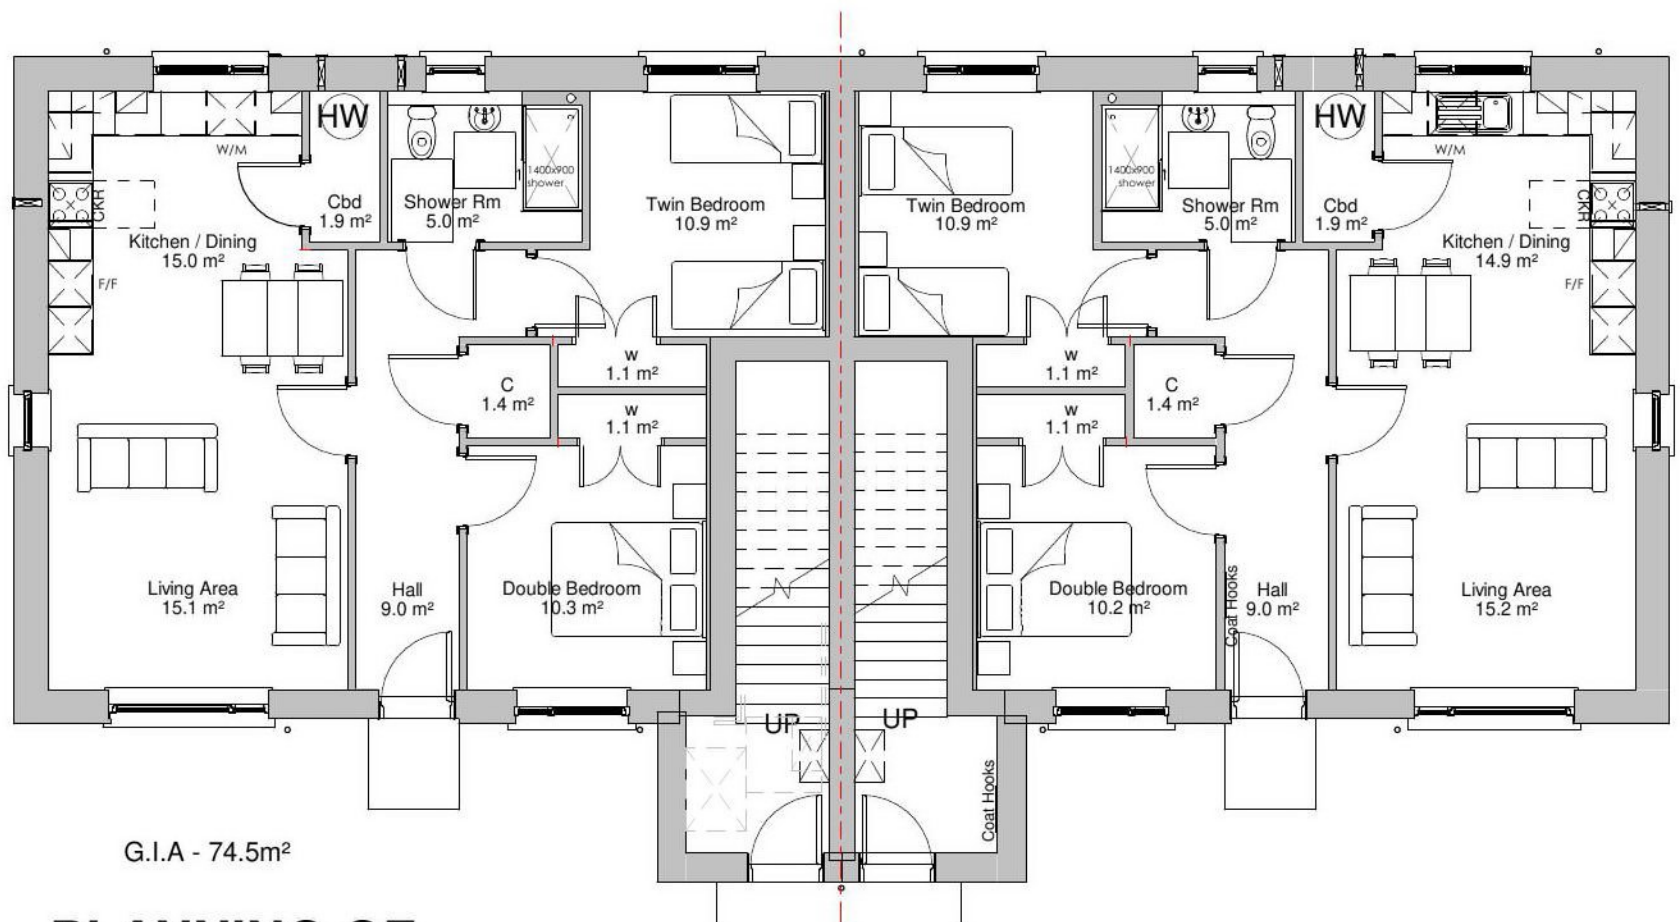 HW
W/M
CKR
Cbd
1.9 m²
Shower Rm
5.0 m²
1400x900
shower
Twin Bedroom
10.9 m²
Kitchen / Dining
15.0 m²
F/F
w
1.1 m²
C
1.4 m²
w
1.1 m²
Living Area
15.1 m²
Hall
9.0 m²
Double Bedroom
10.3 m²
UP
Twin Bedroom
10.9 m²
1400x900
shower
Shower Rm
5.0 m²
HW
Cbd
1.9 m²
W/M
CKR
Kitchen / Dining
14.9 m²
F/F
w
1.1 m²
C
1.4 m²
w
1.1 m²
Double Bedroom
10.2 m²
Coat Hooks
Hall
9.0 m²
Living Area
15.2 m²
UP
Coat Hooks
G.I.A - 74.5m²